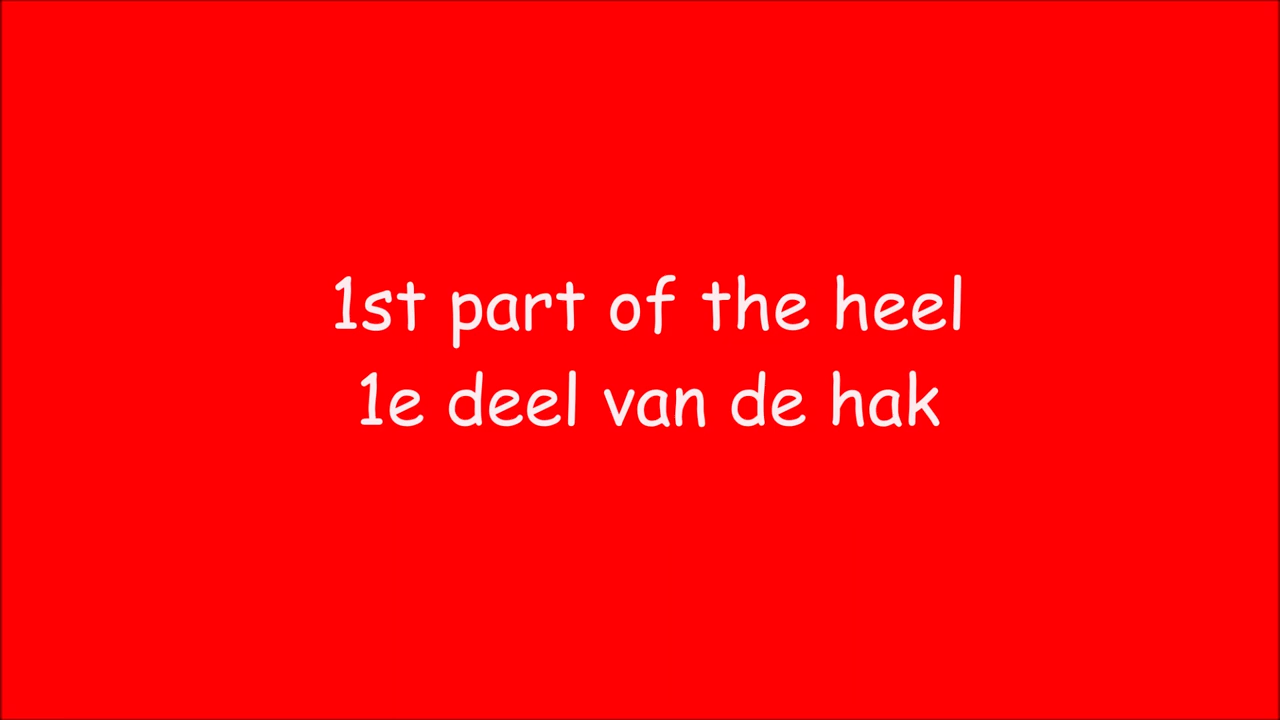 1st part of the heel
1e deel van de hak